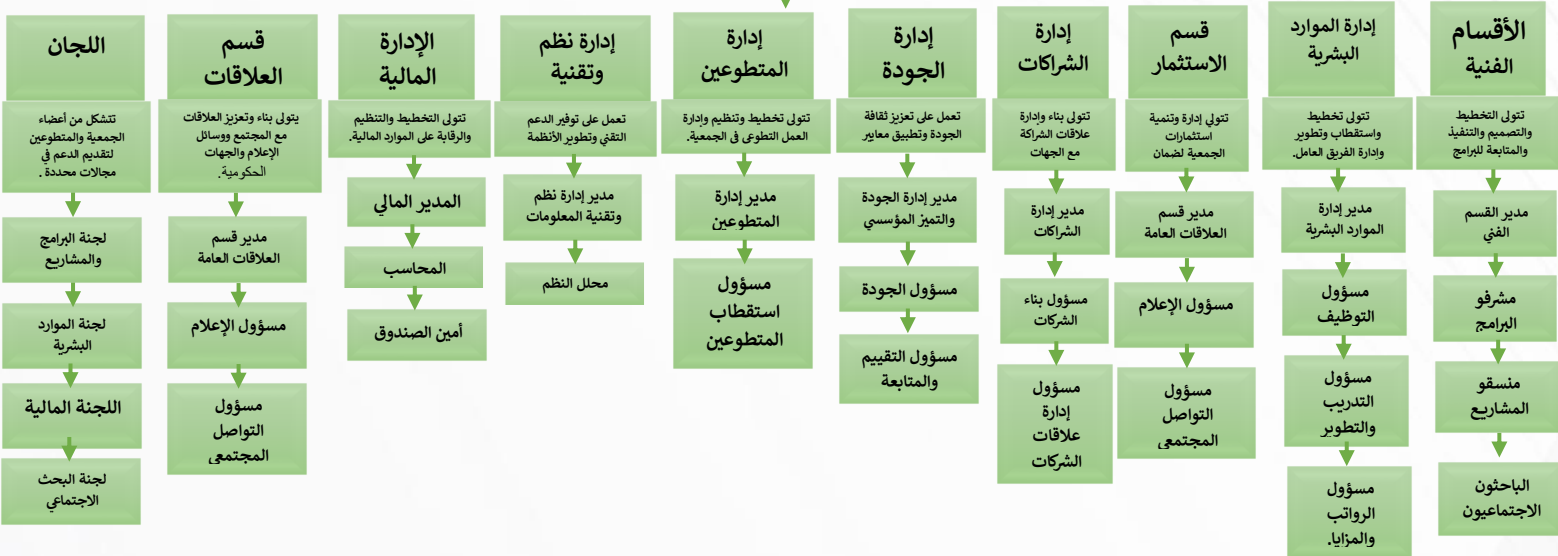 الأقسام
الفنية
تتولى التخطيط
والتصميم والتنفيذ
والمتابعة للبرامج
مدير القسم
الفني
مشرفو
البرامج
منسقو
المشاريع
الباحثون
الاجتماعيون
إدارة الموارد
البشرية
تتولى تخطيط
واستقطاب وتطوير
وإدارة الفريق العامل.
مدير إدارة
الموارد البشرية
مسؤول
التوظيف
مسؤول
التدريب
والتطوير
مسؤول
الرواتب
والمزايا.
قسم
الاستثمار
تتولي إدارة وتنمية
استثمارات
الجمعية لضمان
مدير قسم
العلاقات العامة
مسؤول الإعلام
مسؤول
التواصل
المجتمعي
إدارة
الشراكات
تتولى بناء وإدارة
علاقات الشراكة
مع الجهات
مدير إدارة
الشراكات
مسؤول بناء
الشركات
مسؤول
إدارة
علاقات
الشركات
إدارة
الجودة
تعمل على تعزيز ثقافة
الجودة وتطبيق معايير
مدير إدارة الجودة
والتميز المؤسسي
مسؤول الجودة
مسؤول التقييم
والمتابعة
إدارة
المتطوعين
تتولى تخطيط وتنظيم وإدارة
العمل التطوعى فى الجمعية.
مدير إدارة
المتطوعين
مسؤول
استقطاب
المتطوعين
إدارة نظم
وتقنية
تعمل على توفير الدعم
التقني وتطوير الأنظمة
مدير إدارة نظم
وتقنية المعلومات
محلل النظم
الإدارة
المالية
تتولى التخطيط والتنظيم
والرقابة على الموارد المالية.
المدير المالي
المحاسب
أمين الصندوق
قسم
العلاقات
يتولى بناء وتعزيز العلاقات
مع المجتمع ووسائل
الإعلام والجهات
الحكومية.
مدير قسم
العلاقات العامة
مسؤول الإعلام
مسؤول
التواصل
المجتمعي
اللجان
تتشكل من أعضاء
الجمعية والمتطوعين
لتقديم الدعم في
مجالات محددة .
لجنة البرامج
والمشاريع
لجنة الموارد
البشرية
اللجنة المالية
لجنة البحث
الاجتماعي